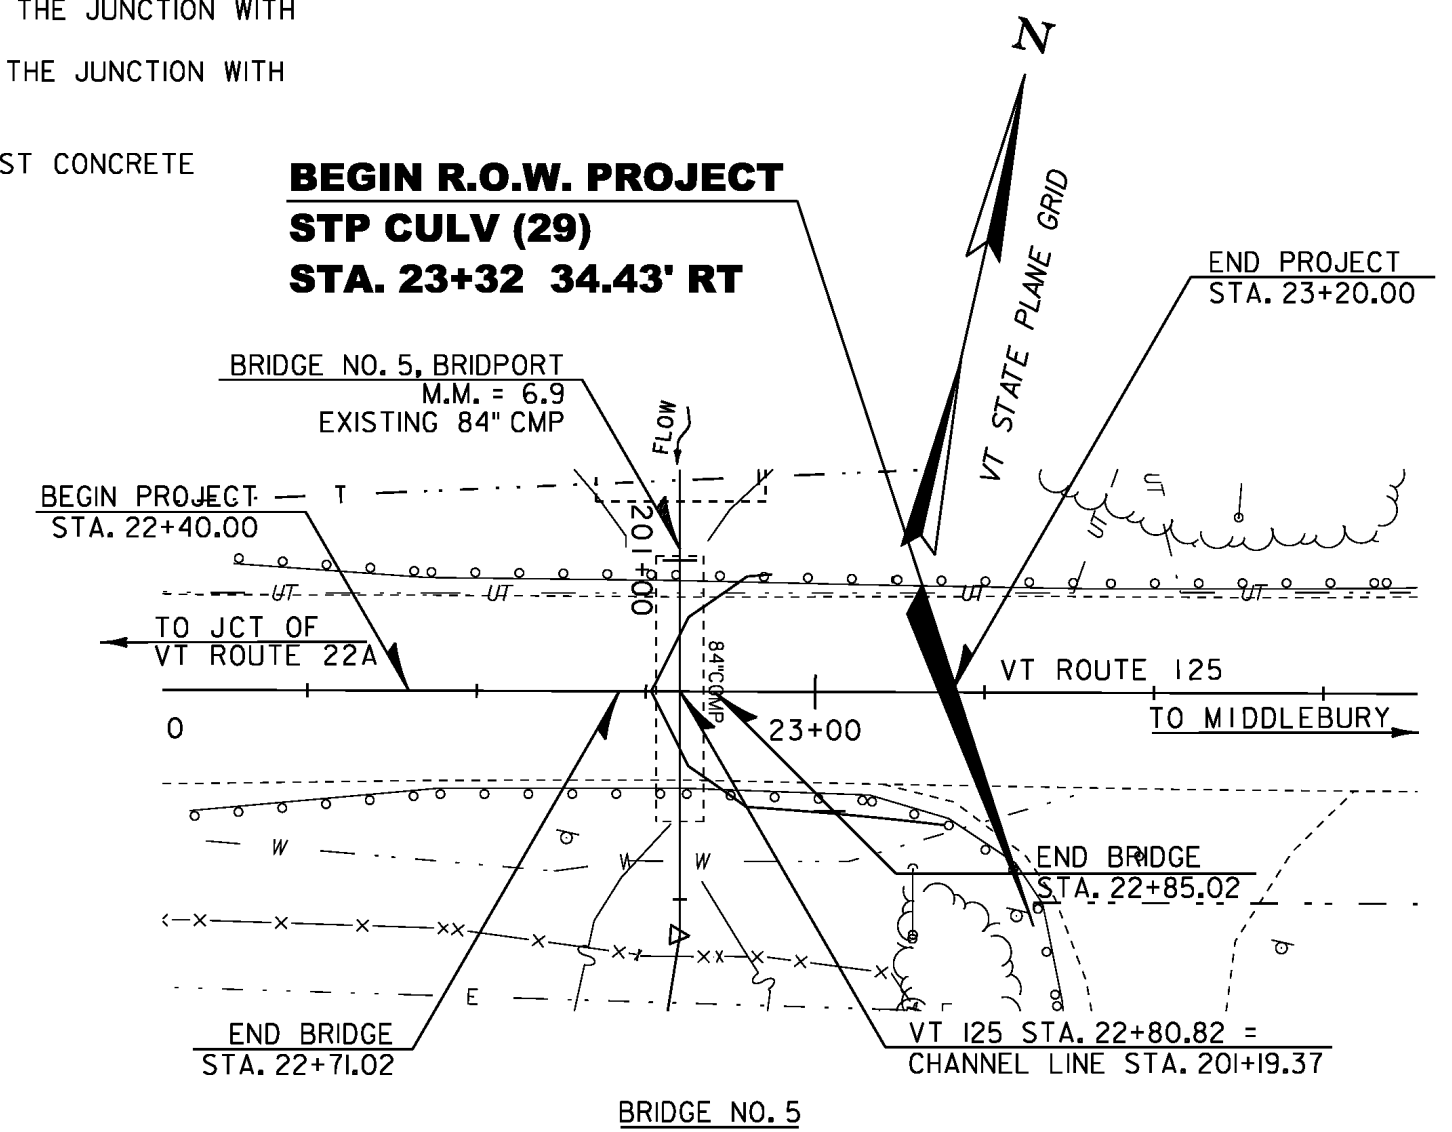 THE JUNCTION WITH
THE JUNCTION WITH
ST CONCRETE
BEGIN R.O.W. PROJECT
STP CULV (29)
STA. 23+32 34.43' RT
N
VT STATE PLANE GRID
END PROJECT
STA. 23+20.00
BRIDGE NO. 5, BRIDPORT
M.M. = 6.9
EXISTING 84" CMP
FLOW
BEGIN PROJECT
STA. 22+40.00
T
UT
UT
201+00
UT
UT
UT
UT
TO JCT OF
VT ROUTE 22A
84"CGMP
VT ROUTE 125
0
23+00
TO MIDDLEBURY
W
W
W
END BRIDGE
STA. 22+85.02
E
END BRIDGE
STA. 22+71.02
VT 125 STA. 22+80.82 =
CHANNEL LINE STA. 201+19.37
BRIDGE NO. 5